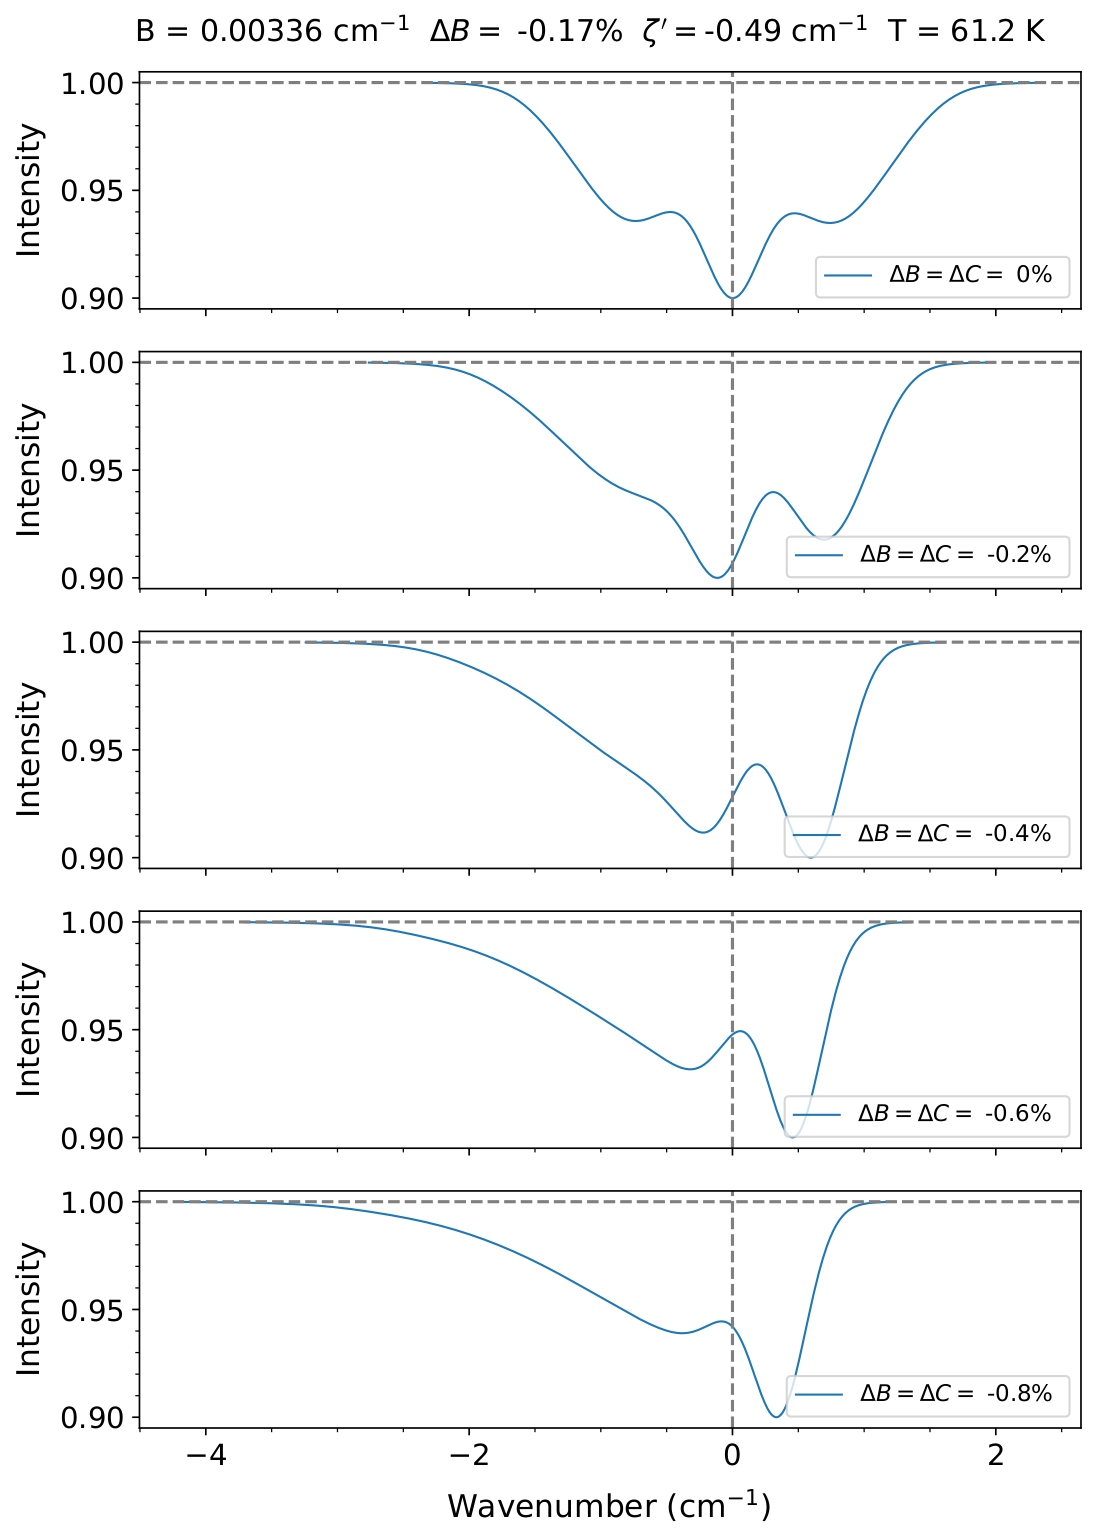 B = 0.00336 cm⁻¹ ΔB = -0.17% ζ′ = -0.49 cm⁻¹ T = 61.2 K
1.00
0.95
0.90
Intensity
ΔB = ΔC = 0%
1.00
0.95
0.90
Intensity
ΔB = ΔC = -0.2%
1.00
0.95
0.90
Intensity
ΔB = ΔC = -0.4%
1.00
0.95
0.90
Intensity
ΔB = ΔC = -0.6%
1.00
0.95
0.90
Intensity
ΔB = ΔC = -0.8%
−4 −2 0 2
Wavenumber (cm⁻¹)